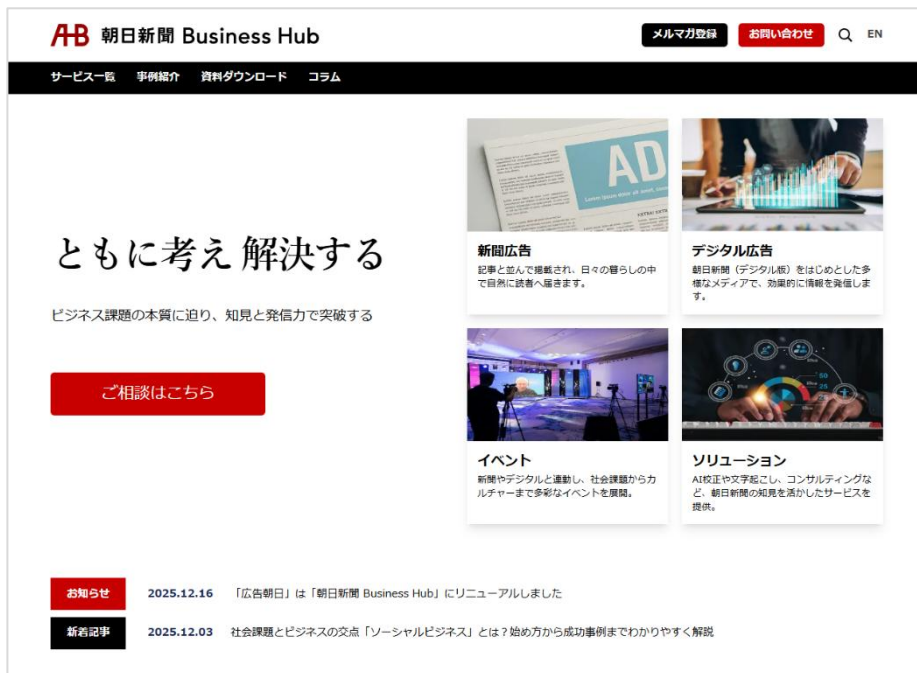 AHB 朝日新聞 Business Hub
メルマガ登録 お問い合わせ EN
サービス一覧 事例紹介 資料ダウンロード コラム
ともに考え 解決する
ビジネス課題の本質に迫り、知見と発信力で突破する
ご相談はこちら
AD
新聞広告
記事と並んで掲載され、日々の暮らしの中
で自然に読者へ届きます。
デジタル広告
朝日新聞（デジタル版）をはじめとした多
様なメディアで、効果的に情報を発信しま
す。
イベント
新聞やデジタルと連動し、社会課題からカ
ルチャーまで多彩なイベントを展開。
50
25
ソリューション
AI校正や文字起こし、コンサルティングな
ど、朝日新聞の知見を活かしたサービスを
提供。
お知らせ 2025.12.16 「広告朝日」は「朝日新聞 Business Hub」にリニューアルしました
新着記事 2025.12.03 社会課題とビジネスの交点「ソーシャルビジネス」とは？始め方から成功事例までわかりやすく解説